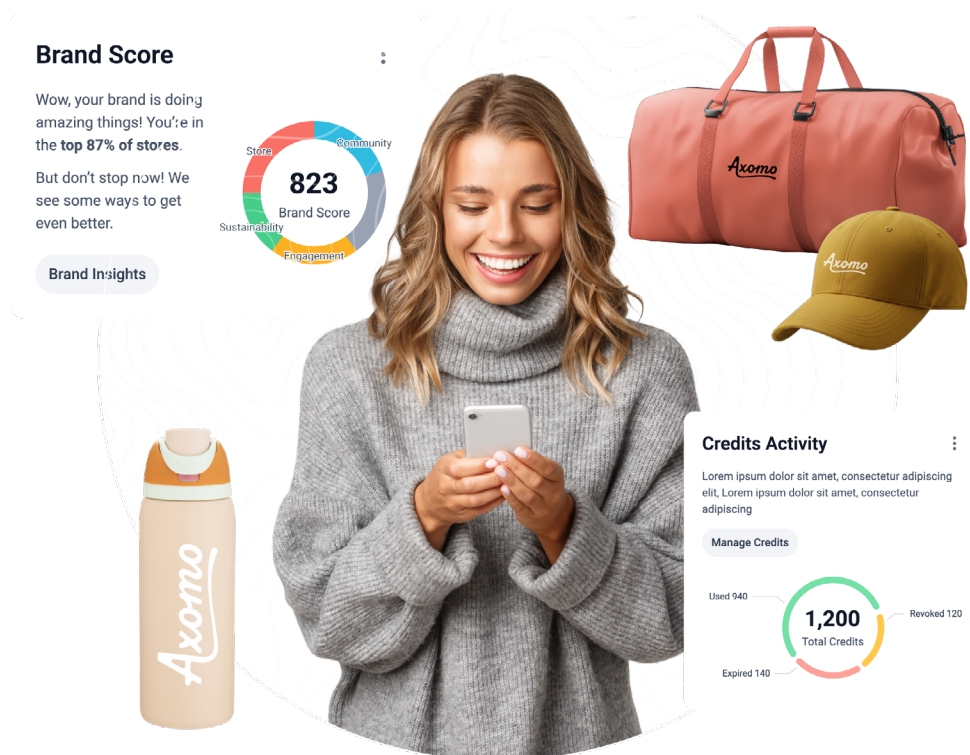 Brand Score
Wow, your brand is doing
amazing things! You're in
the top 87% of stores.
But don't stop now! We
see some ways to get
even better.
Brand Insights
Store
Community
823
Brand Score
Sustainability
Engagement
Axomo
Axomo
Axomo
Credits Activity
Lorem ipsum dolor sit amet, consectetur adipiscing
elit, Lorem ipsum dolor sit amet, consectetur
adipiscing
Manage Credits
Used 940
1,200
Total Credits
Revoked 120
Expired 140